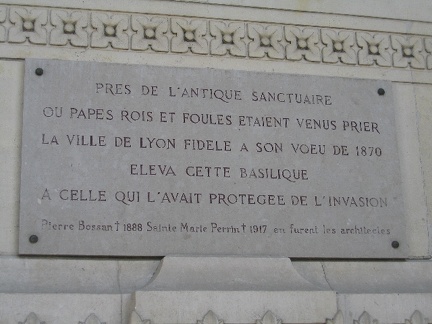 PRES DE L'ANTIQUE SANCTUAIRE
OU PAPES ROIS ET FOULES ETAIENT VENUS PRIER
LA VILLE DE LYON FIDELE A SON VOEU DE 1870
ELEVA CETTE BASILIQUE
A CELLE QUI L'AVAIT PROTEGEE DE L'INVASION
Pierre Bossan † 1888 Sainte Marie Perrin † 1917 en furent les architectes